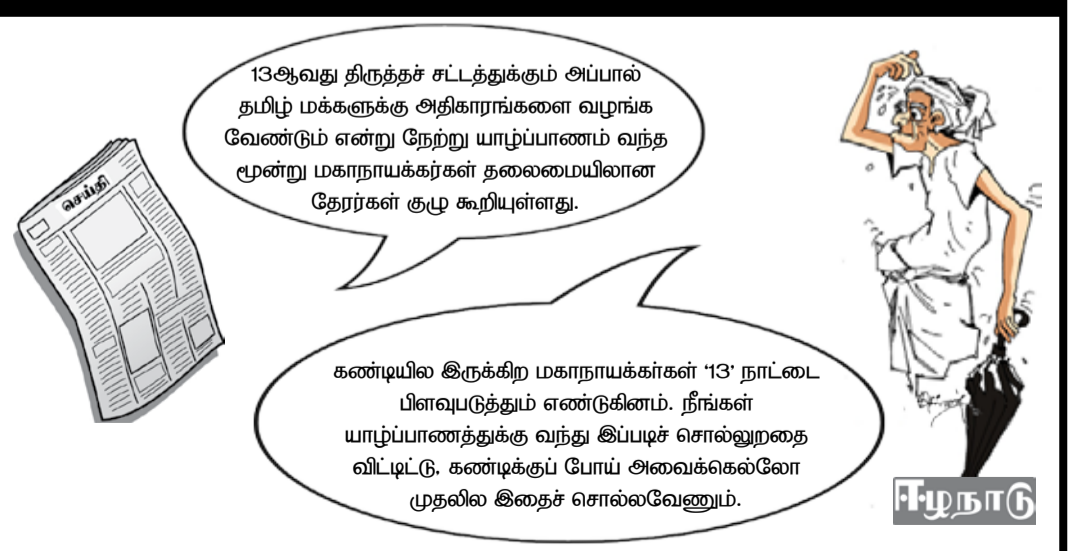 13ஆவது திருத்தச் சட்டத்துக்கும் அப்பால்
தமிழ் மக்களுக்கு அதிகாரங்களை வழங்க
வேண்டும் என்று நேற்று யாழ்ப்பாணம் வந்த
மூன்று மகாநாயக்கர்கள் தலைமையிலான
தேரர்கள் குழு கூறியுள்ளது.
செய்தி
கண்டியில இருக்கிற மகாநாயக்கர்கள் ‘13’ நாட்டை
பிளவுபடுத்தும் எண்டுகினம். நீங்கள்
யாழ்ப்பாணத்துக்கு வந்து இப்படிச் சொல்லுறதை
விட்டிட்டு, கண்டிக்குப் போய் அவைக்கெல்லோ
முதலில இதைச் சொல்லவேணும்.
ஈழநாடு